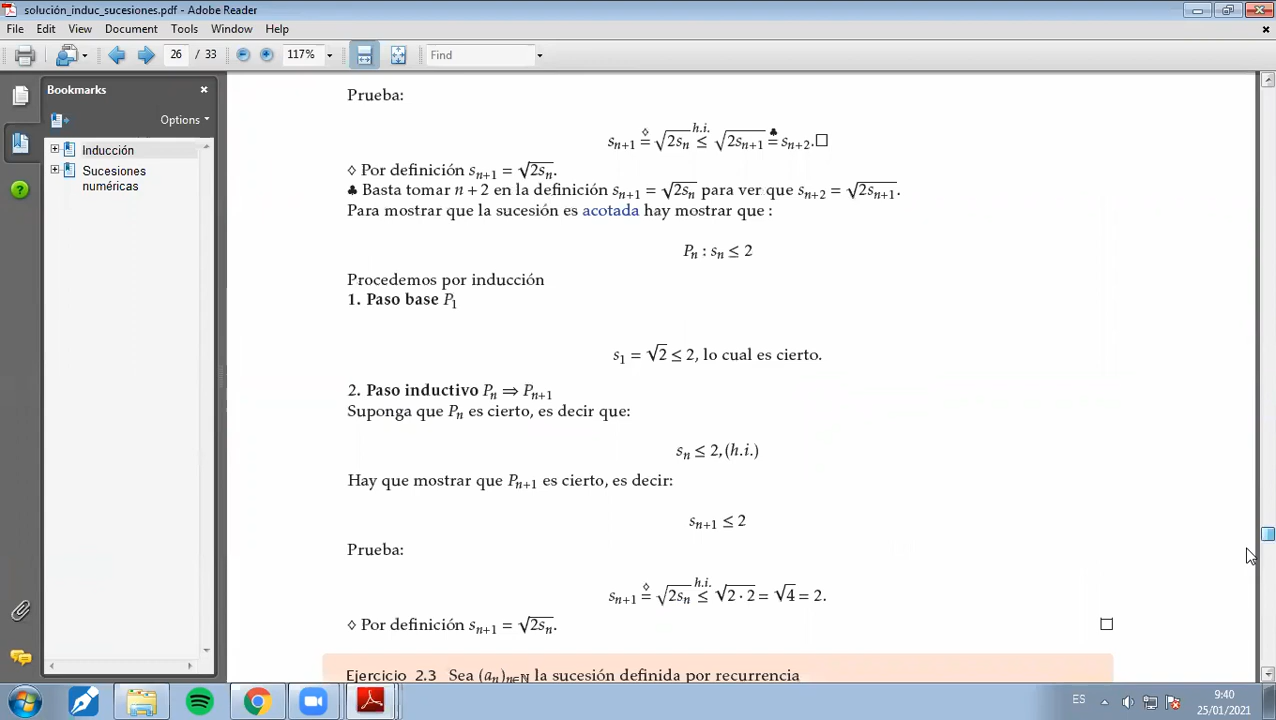 solución_induc_sucesiones.pdf - Adobe Reader
File Edit View Document Tools Window Help
26 / 33 117% Find
Bookmarks
Options
Inducción
Sucesiones numéricas
Prueba:
s_{n+1} ≟ √(2s_n) ≤^{h.i.} √(2s_{n+1}) =^{♣} s_{n+2}.□
◊ Por definición s_{n+1} = √(2s_n).
♣ Basta tomar n + 2 en la definición s_{n+1} = √(2s_n) para ver que s_{n+2} = √(2s_{n+1}).
Para mostrar que la sucesión es acotada hay mostrar que :
P_n : s_n ≤ 2
Procedemos por inducción
1. Paso base P_1
s_1 = √2 ≤ 2, lo cual es cierto.
2. Paso inductivo P_n ⇒ P_{n+1}
Suponga que P_n es cierto, es decir que:
s_n ≤ 2, (h.i.)
Hay que mostrar que P_{n+1} es cierto, es decir:
s_{n+1} ≤ 2
Prueba:
s_{n+1} =^{◊} √(2s_n) ≤^{h.i.} √(2 · 2) = √4 = 2.
◊ Por definición s_{n+1} = √(2s_n). □
Ejercicio 2.3 Sea (a_n)_{n∈ℕ} la sucesión definida por recurrencia
ES 9:40
25/01/2021